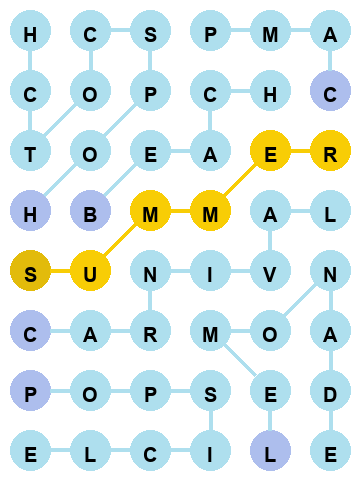 H C S P M A
C O P C H C
T O E A E R
H B M M A L
S U N I V N
C A R M O A
P O P S E D
E L C I L E